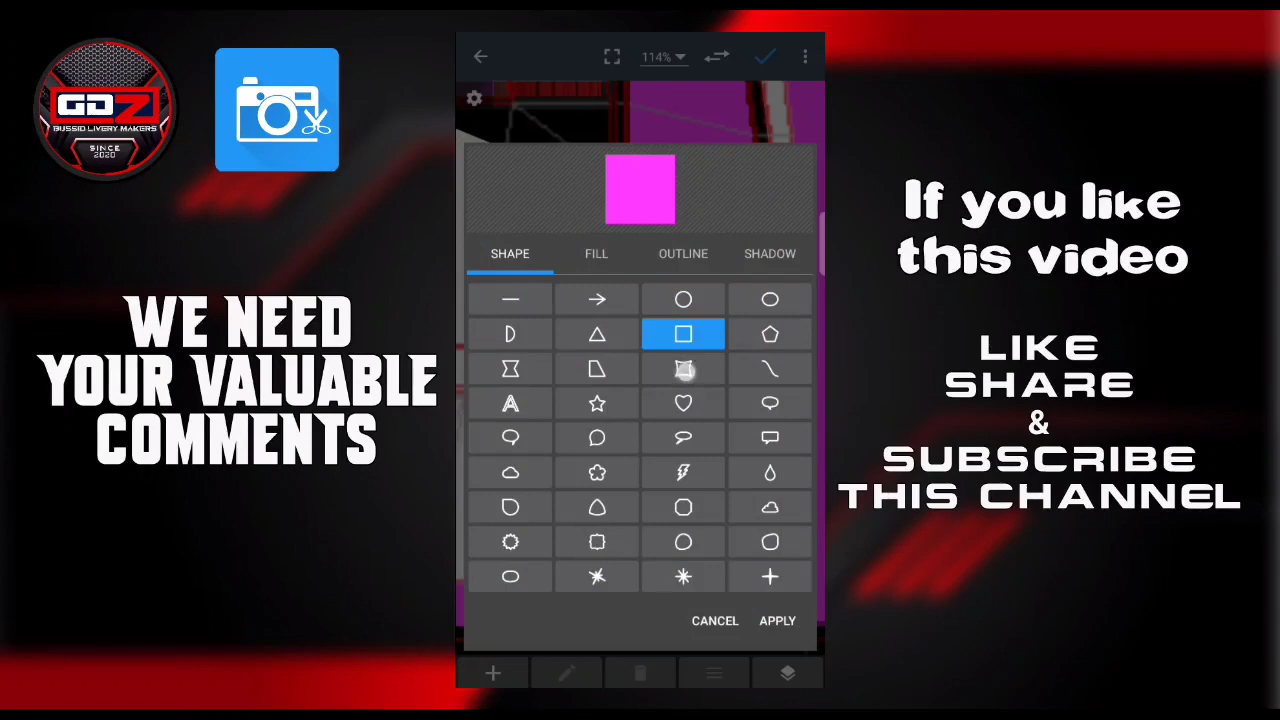 GDZ
BUSSID LIVERY MAKERS
SINCE
2020
WE NEED
YOUR VALUABLE
COMMENTS
114%
SHAPE
FILL
OUTLINE
SHADOW
CANCEL
APPLY
If you like
this video
LIKE
SHARE
&
SUBSCRIBE
THIS CHANNEL